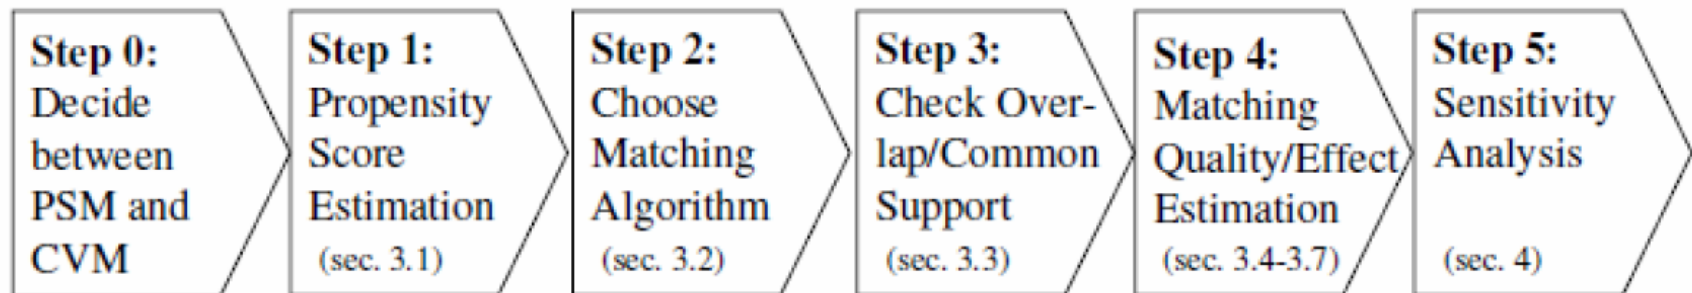 Step 0:
Decide
between
PSM and
CVM
Step 1:
Propensity
Score
Estimation
(sec. 3.1)
Step 2:
Choose
Matching
Algorithm
(sec. 3.2)
Step 3:
Check Over-
lap/Common
Support
(sec. 3.3)
Step 4:
Matching
Quality/Effect
Estimation
(sec. 3.4-3.7)
Step 5:
Sensitivity
Analysis
(sec. 4)